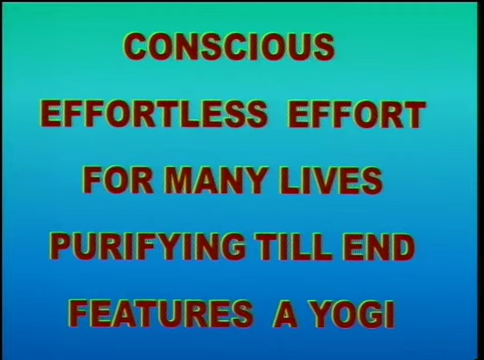 CONSCIOUS
EFFORTLESS EFFORT
FOR MANY LIVES
PURIFYING TILL END
FEATURES A YOGI